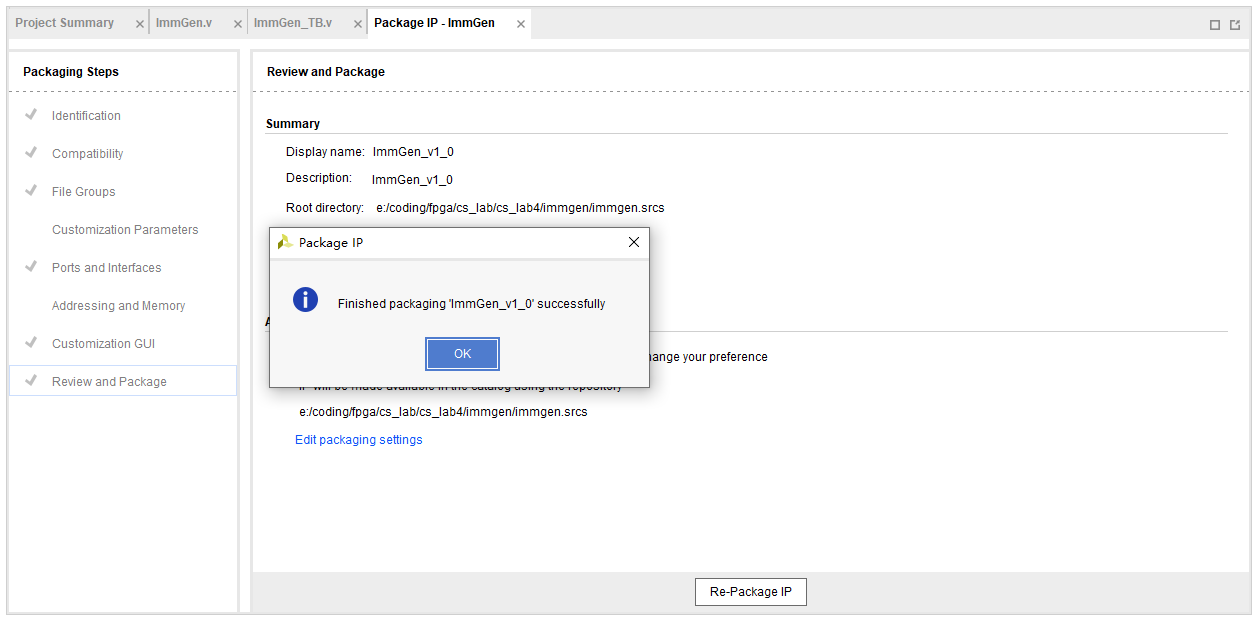 Project Summary
ImmGen.v
ImmGen_TB.v
Package IP - ImmGen
Packaging Steps
Identification
Compatibility
File Groups
Customization Parameters
Ports and Interfaces
Addressing and Memory
Customization GUI
Review and Package
Review and Package
Summary
Display name: ImmGen_v1_0
Description: ImmGen_v1_0
Root directory: e:/coding/fpga/cs_lab/cs_lab4/immgen/immgen.srcs
Package IP
Finished packaging 'ImmGen_v1_0' successfully
OK
your preference
IP will be made available in the catalog using the repository
e:/coding/fpga/cs_lab/cs_lab4/immgen/immgen.srcs
Edit packaging settings
Re-Package IP